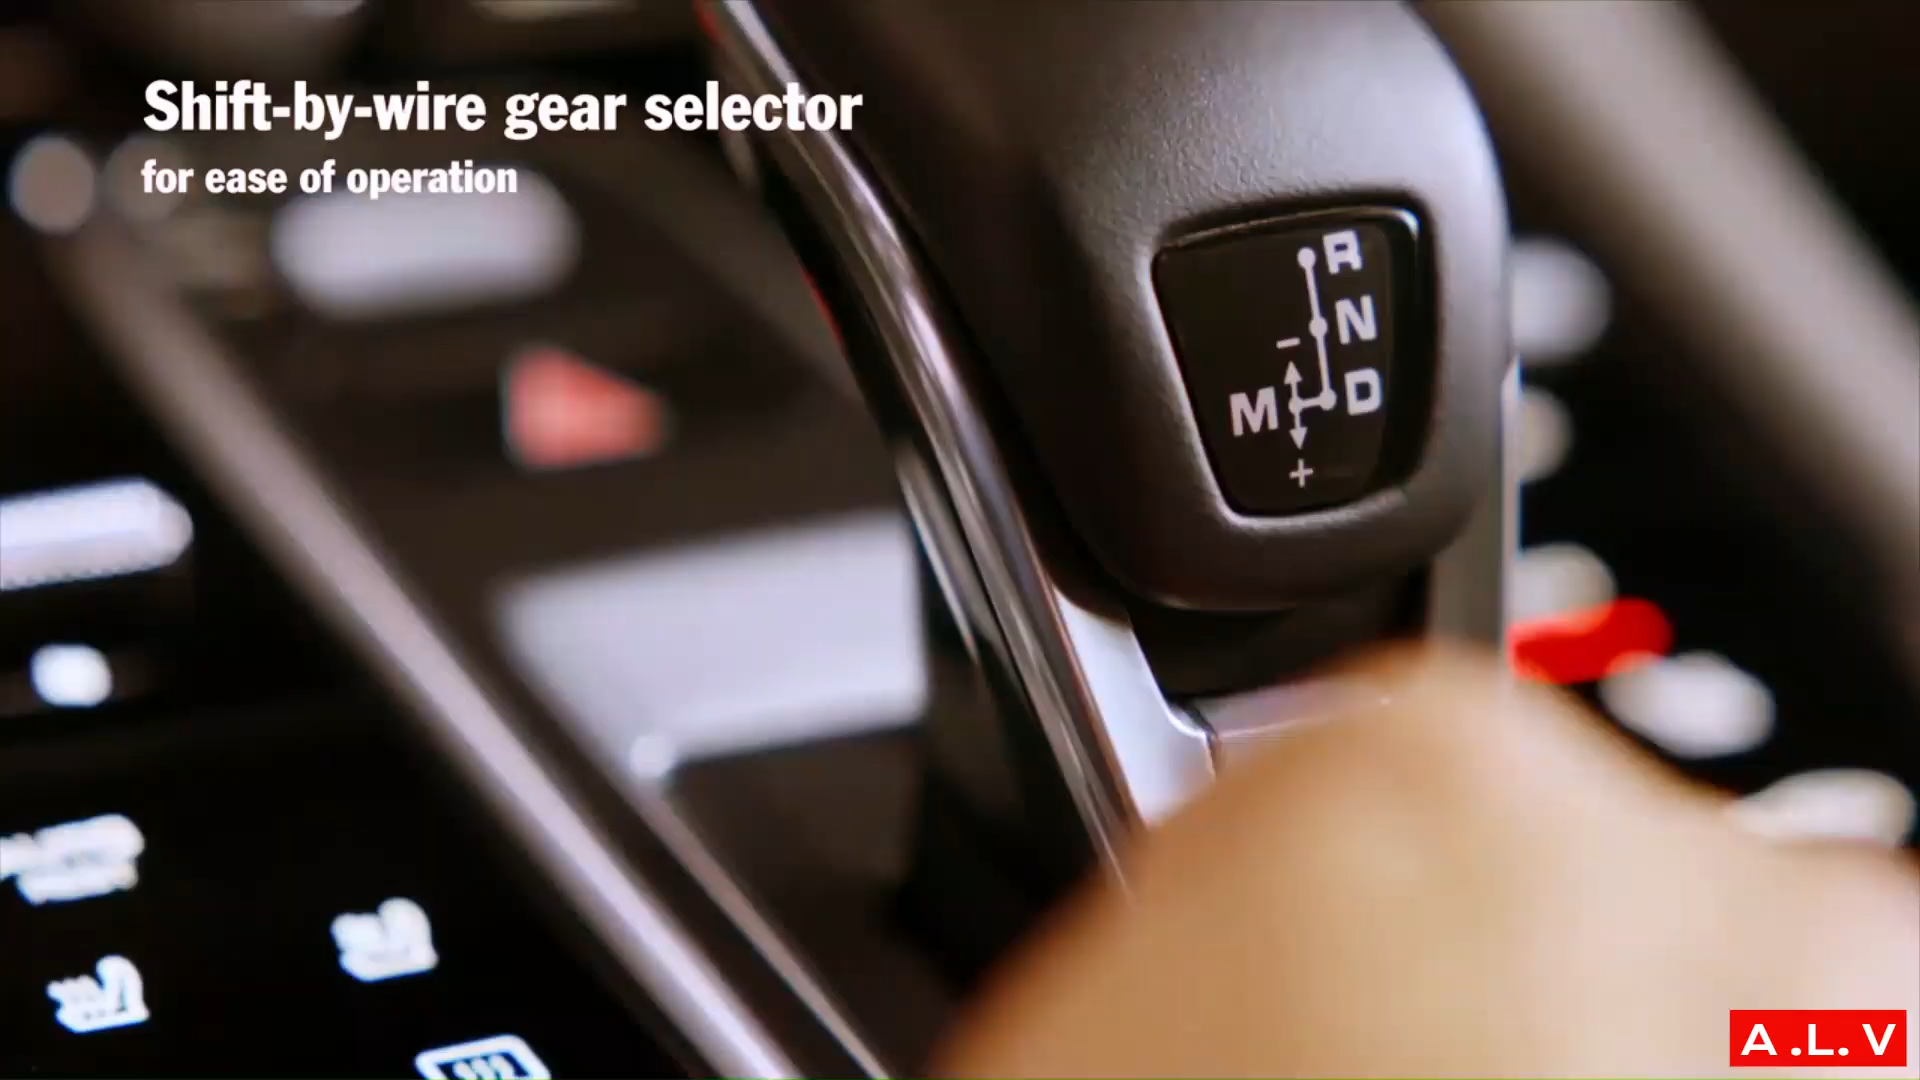 Shift-by-wire gear selector
for ease of operation
R
N
–
M D
+
A .L. V